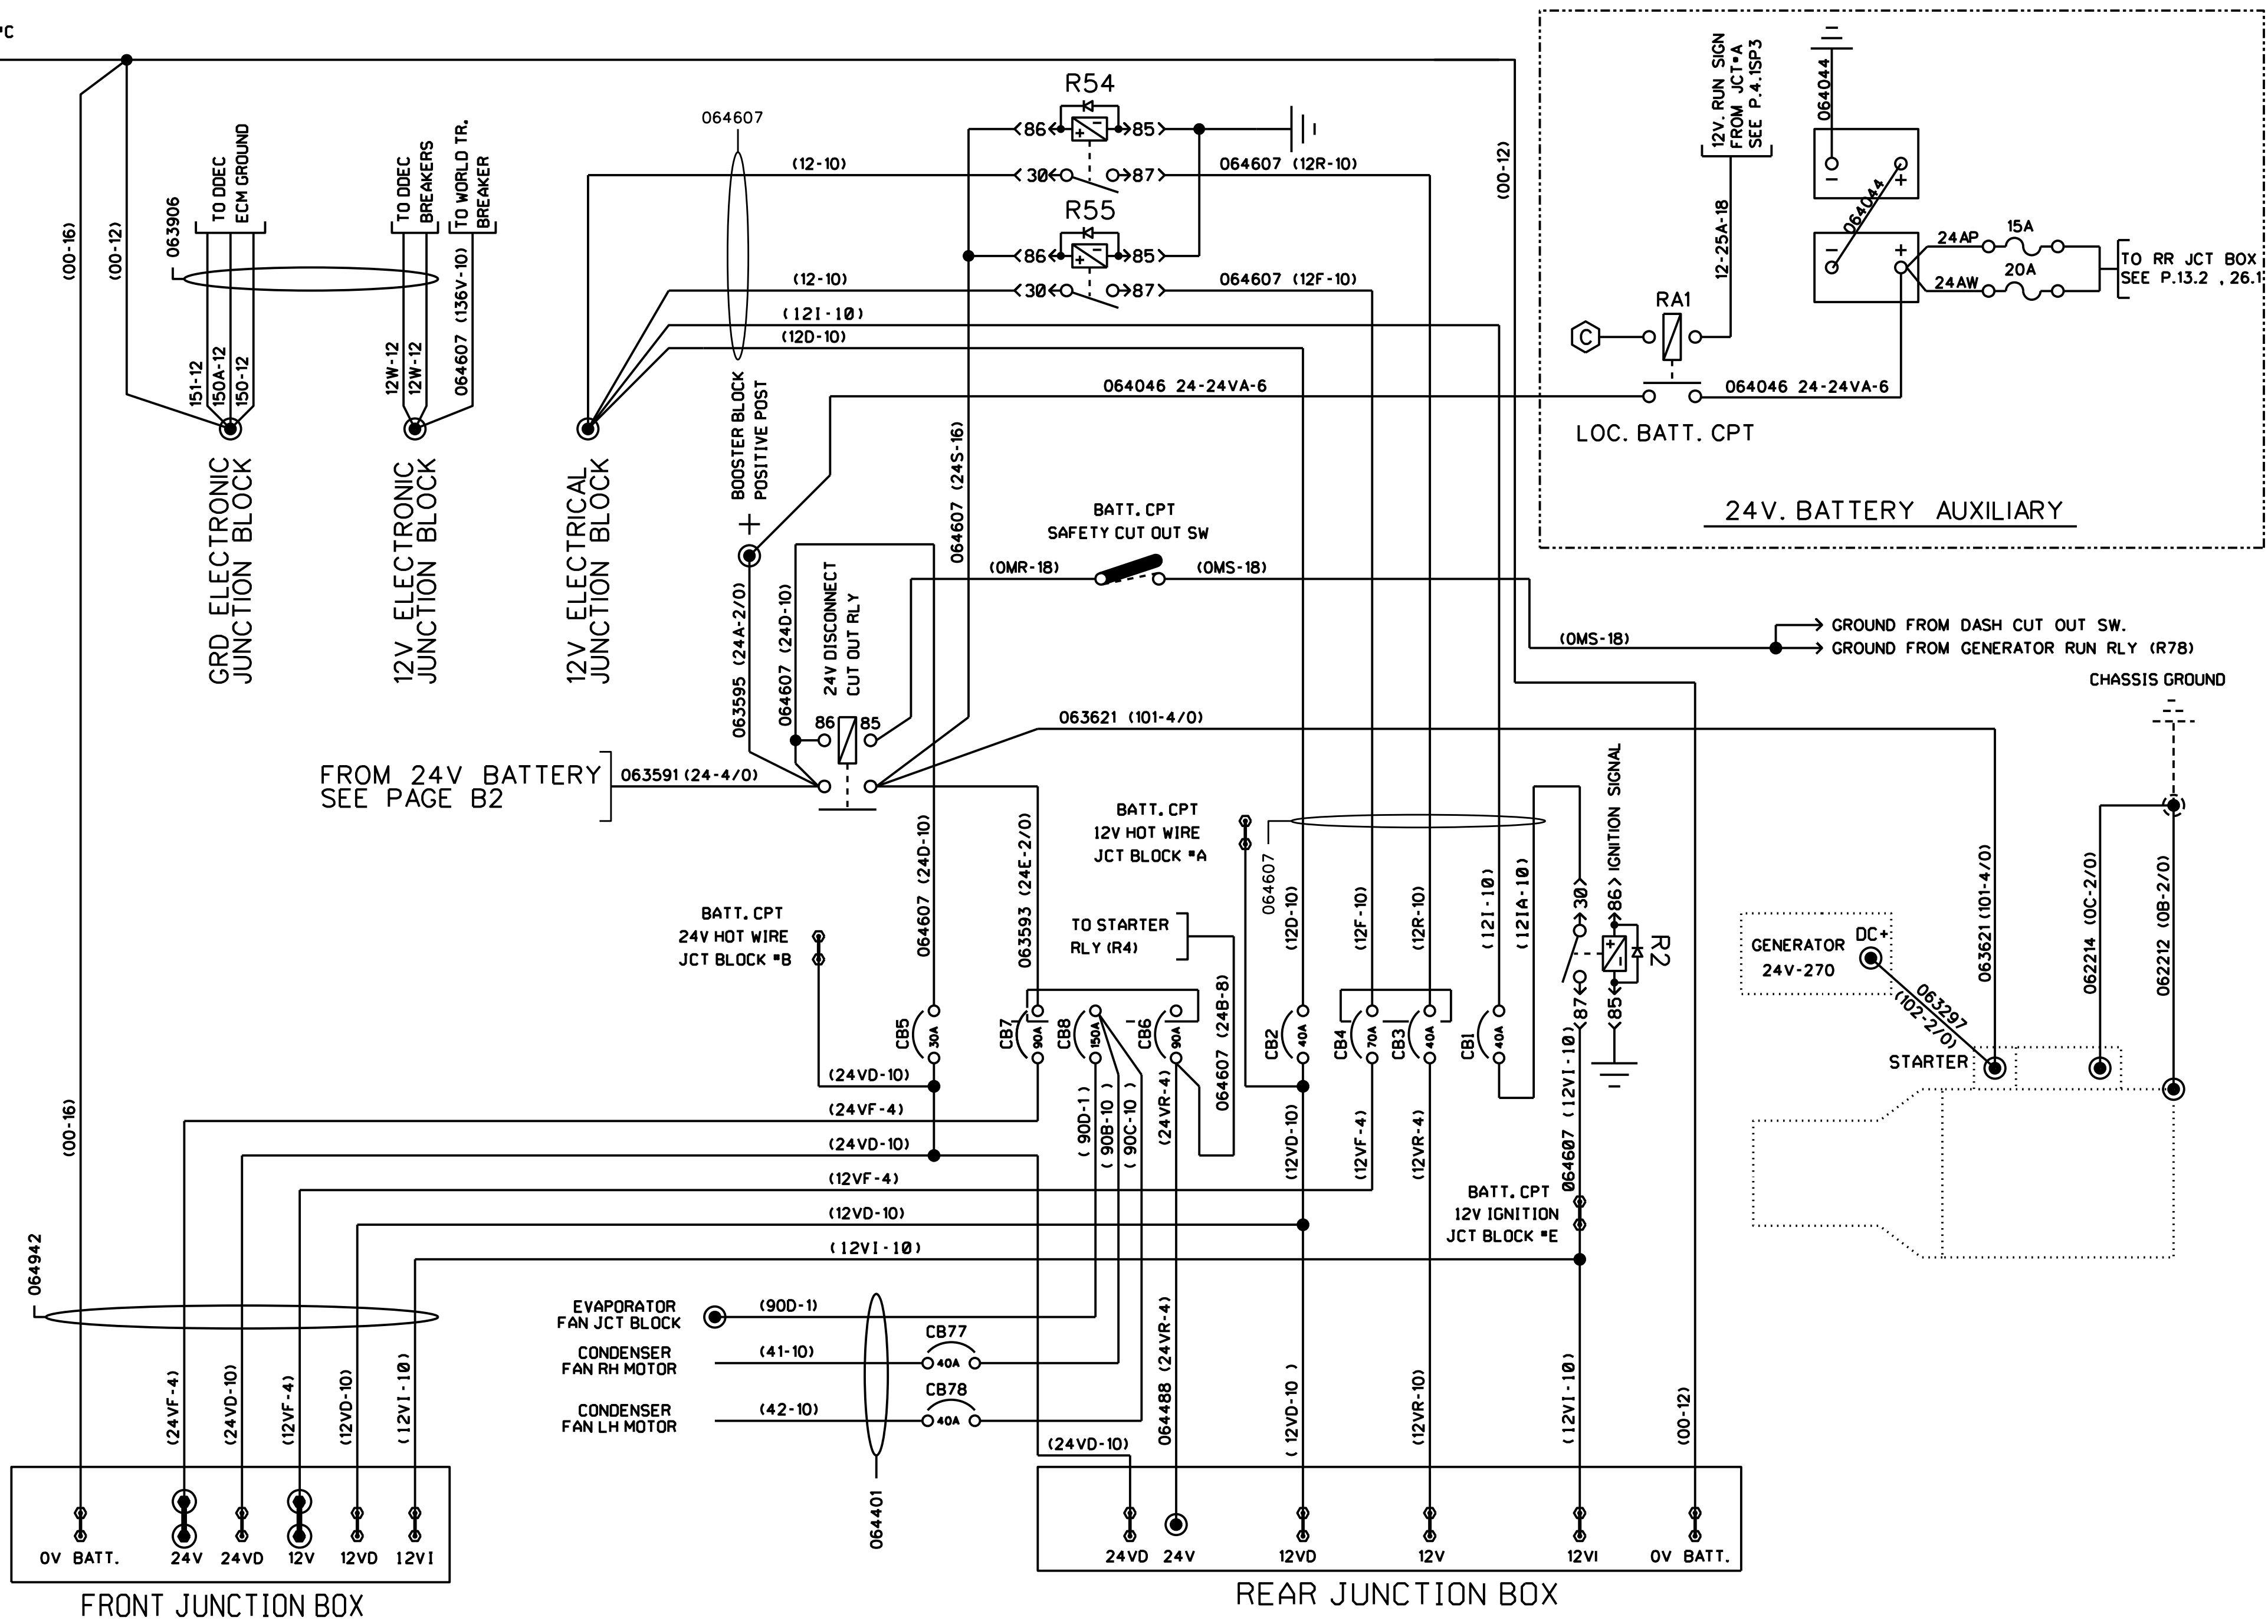 "C
(00-16)
(00-12)
063906
TO DDEC
ECM GROUND
TO DDEC
BREAKERS
TO WORLD TR.
BREAKER
151-12
150A-12
150-12
12W-12
12W-12
064607 (136V-10)
GRD ELECTRONIC
JUNCTION BLOCK
12V ELECTRONIC
JUNCTION BLOCK
12V ELECTRICAL
JUNCTION BLOCK
064607
(12-10)
(12-10)
(12I-10)
(12D-10)
BOOSTER BLOCK
POSITIVE POST
+
R54
86
+ -
85
30
87
064607 (12R-10)
R55
86
+ -
85
30
87
064607 (12F-10)
(00-12)
064607 (24S-16)
064046 24-24VA-6
12V. RUN SIGN
FROM JCT"A
SEE P.4.1SP3
12-25A-18
RA1
C
064044
- +
064044
- +
24AP
15A
24AW
20A
TO RR JCT BOX
SEE P.13.2 , 26.1
064046 24-24VA-6
LOC. BATT. CPT
24V. BATTERY AUXILIARY
BATT. CPT
SAFETY CUT OUT SW
(0MR-18)
(0MS-18)
(0MS-18)
GROUND FROM DASH CUT OUT SW.
GROUND FROM GENERATOR RUN RLY (R78)
CHASSIS GROUND
063595 (24A-2/0)
064607 (24D-10)
24V DISCONNECT
CUT OUT RLY
86
85
FROM 24V BATTERY
SEE PAGE B2
063591 (24-4/0)
063621 (101-4/0)
BATT. CPT
24V HOT WIRE
JCT BLOCK "B
064607 (24D-10)
063593 (24E-2/0)
TO STARTER
RLY (R4)
BATT. CPT
12V HOT WIRE
JCT BLOCK "A
064607
064607 (24B-8)
(12D-10)
(12F-10)
(12R-10)
(12I-10)
(12IA-10)
30
86
IGNITION SIGNAL
R2
+ -
87
85
CB5
30A
CB7
90A
CB8
150A
CB6
90A
CB2
40A
CB4
70A
CB3
40A
CB1
40A
GENERATOR
24V-270
DC+
063297
(102-2/0)
STARTER
063621 (101-4/0)
062214 (0C-2/0)
062212 (0B-2/0)
(24VD-10)
(24VF-4)
(24VD-10)
(12VF-4)
(12VD-10)
(12VI-10)
(90D-1)
(90B-10)
(90C-10)
(24VR-4)
(12VD-10)
(12VF-4)
(12VR-4)
064607 (12VI-10)
BATT. CPT
12V IGNITION
JCT BLOCK "E
(00-16)
064942
EVAPORATOR
FAN JCT BLOCK
(90D-1)
CONDENSER
FAN RH MOTOR
(41-10)
CB77
40A
CONDENSER
FAN LH MOTOR
(42-10)
CB78
40A
064401
(24VF-4)
(24VD-10)
(12VF-4)
(12VD-10)
(12VI-10)
(24VD-10)
064488 (24VR-4)
(12VD-10)
(12VR-10)
(12VI-10)
(00-12)
0V BATT. 24V 24VD 12V 12VD 12VI
FRONT JUNCTION BOX
24VD 24V 12VD 12V 12VI 0V BATT.
REAR JUNCTION BOX